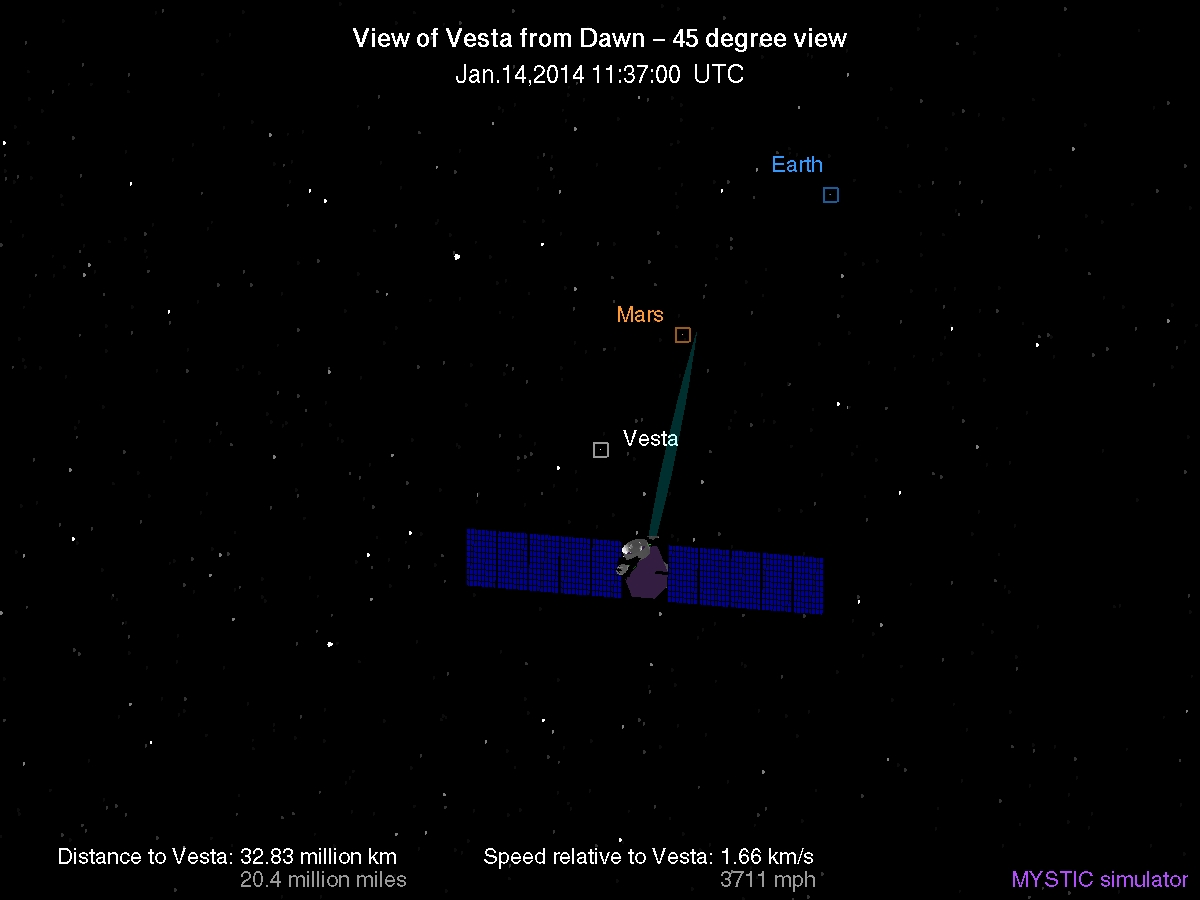 View of Vesta from Dawn – 45 degree view
Jan.14,2014 11:37:00 UTC
Earth
Mars
Vesta
Distance to Vesta: 32.83 million km
20.4 million miles
Speed relative to Vesta: 1.66 km/s
3711 mph
MYSTIC simulator